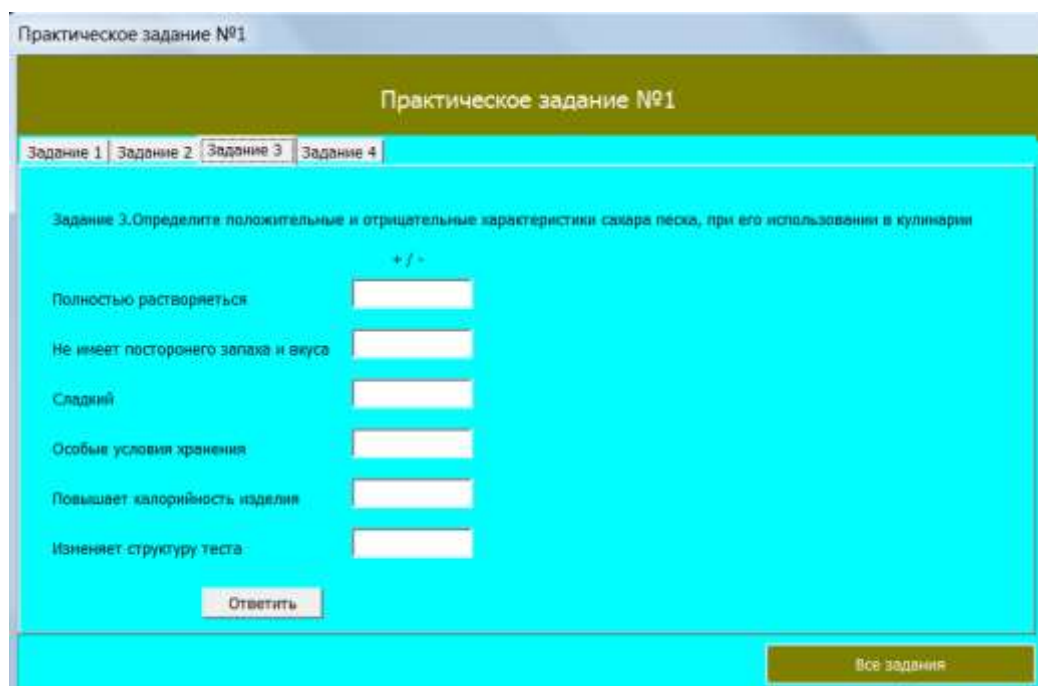 Практическое задание №1
Практическое задание №1
Задание 1 Задание 2 Задание 3 Задание 4
Задание 3.Определите положительные и отрицательные характеристики сахара песка, при его использовании в кулинарии
+ / -
Полностью растворяеться
Не имеет посторонего запаха и вкуса
Сладкий
Особые условия хранения
Повышает калорийность изделия
Изменяет структуру теста
Ответить
Все задания